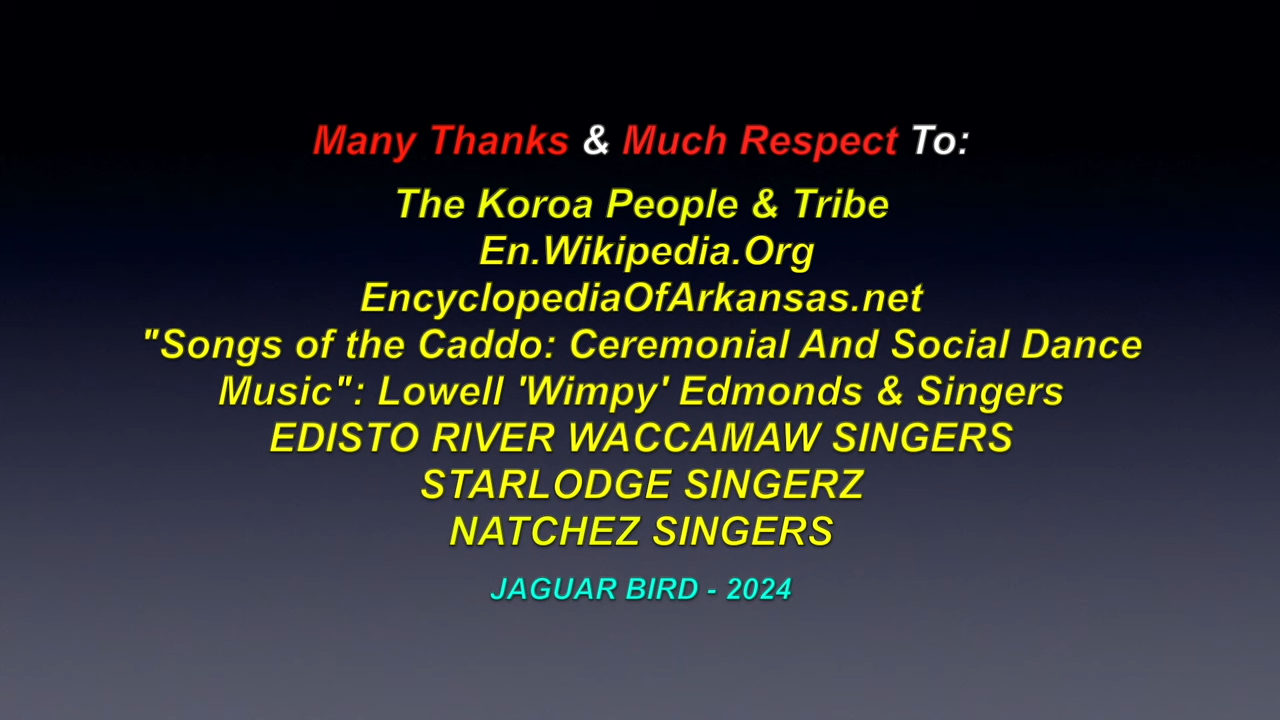 Many Thanks & Much Respect To:
The Koroa People & Tribe
En.Wikipedia.Org
EncyclopediaOfArkansas.net
"Songs of the Caddo: Ceremonial And Social Dance
Music": Lowell 'Wimpy' Edmonds & Singers
EDISTO RIVER WACCAMAW SINGERS
STARLODGE SINGERZ
NATCHEZ SINGERS
JAGUAR BIRD - 2024